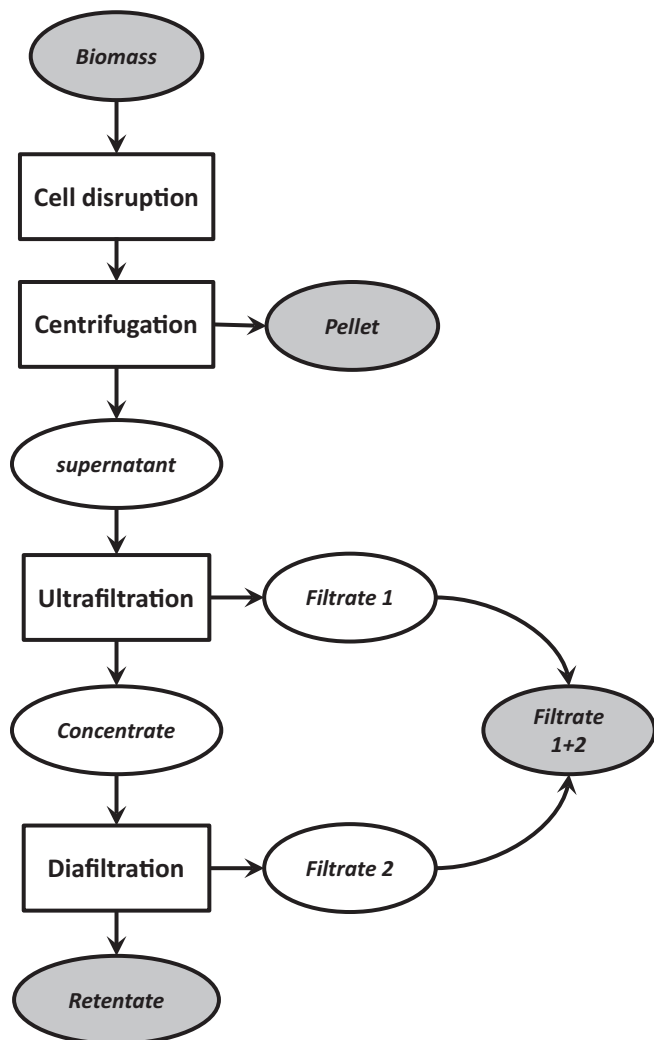 Biomass
Cell disruption
Centrifugation
Pellet
supernatant
Ultrafiltration
Filtrate 1
Concentrate
Filtrate
1+2
Diafiltration
Filtrate 2
Retentate